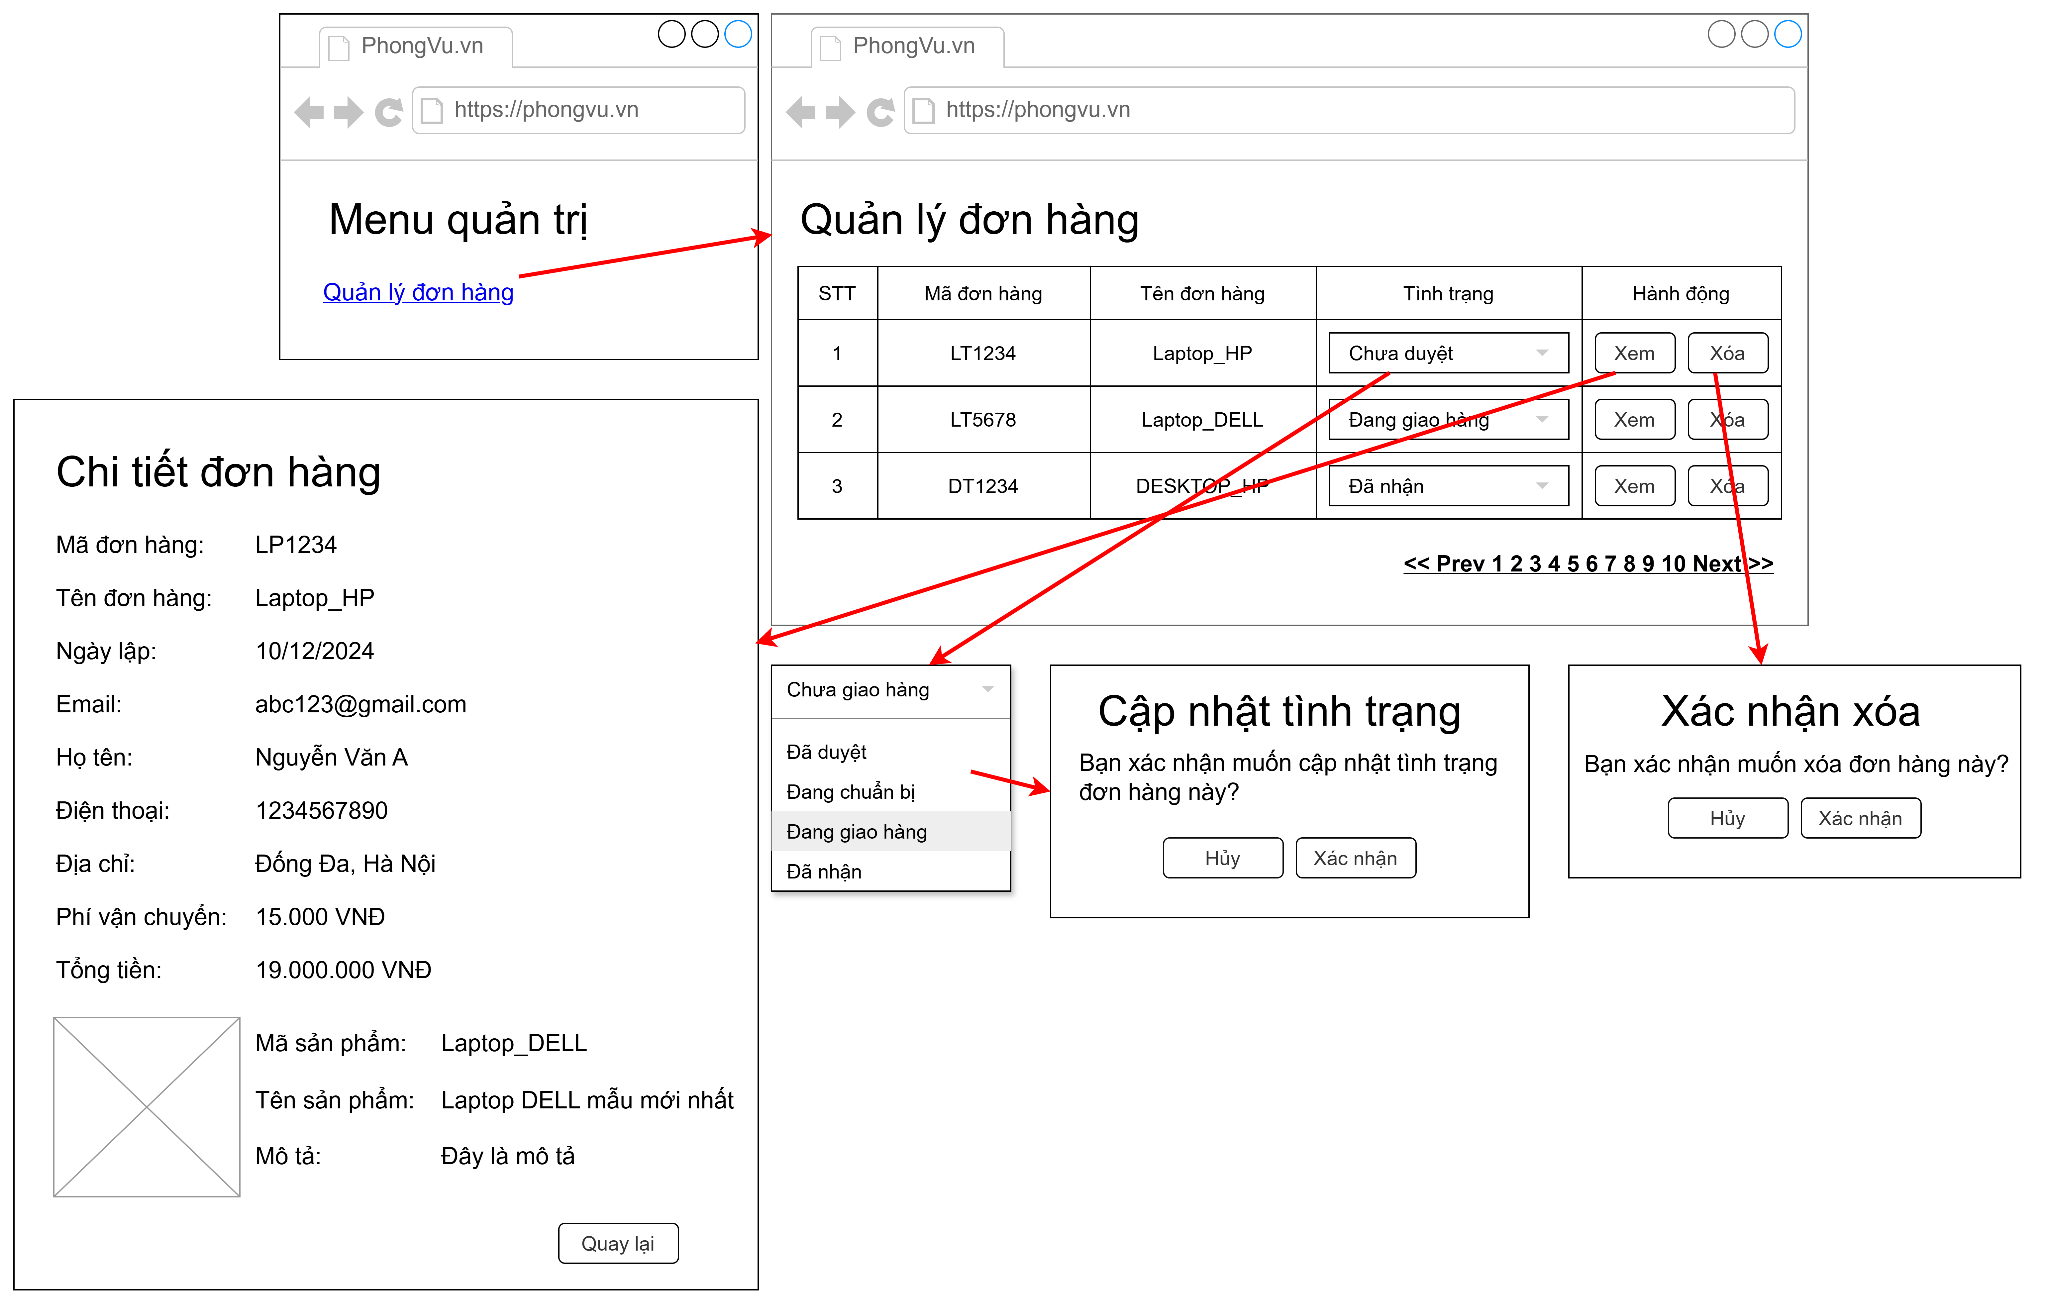 PhongVu.vn
https://phongvu.vn
Menu quản trị
Quản lý đơn hàng
PhongVu.vn
https://phongvu.vn
Quản lý đơn hàng
STT Mã đơn hàng Tên đơn hàng Tình trạng Hành động
1 LT1234 Laptop_HP Chưa duyệt Xem Xóa
2 LT5678 Laptop_DELL Đang giao hàng Xem Xóa
3 DT1234 DESKTOP_HP Đã nhận Xem Xóa
<< Prev 1 2 3 4 5 6 7 8 9 10 Next >>
Chi tiết đơn hàng
Mã đơn hàng: LP1234
Tên đơn hàng: Laptop_HP
Ngày lập: 10/12/2024
Email: abc123@gmail.com
Họ tên: Nguyễn Văn A
Điện thoại: 1234567890
Địa chỉ: Đống Đa, Hà Nội
Phí vận chuyển: 15.000 VNĐ
Tổng tiền: 19.000.000 VNĐ
Mã sản phẩm: Laptop_DELL
Tên sản phẩm: Laptop DELL mẫu mới nhất
Mô tả: Đây là mô tả
Quay lại
Chưa giao hàng
Đã duyệt
Đang chuẩn bị
Đang giao hàng
Đã nhận
Cập nhật tình trạng
Bạn xác nhận muốn cập nhật tình trạng
đơn hàng này?
Hủy Xác nhận
Xác nhận xóa
Bạn xác nhận muốn xóa đơn hàng này?
Hủy Xác nhận